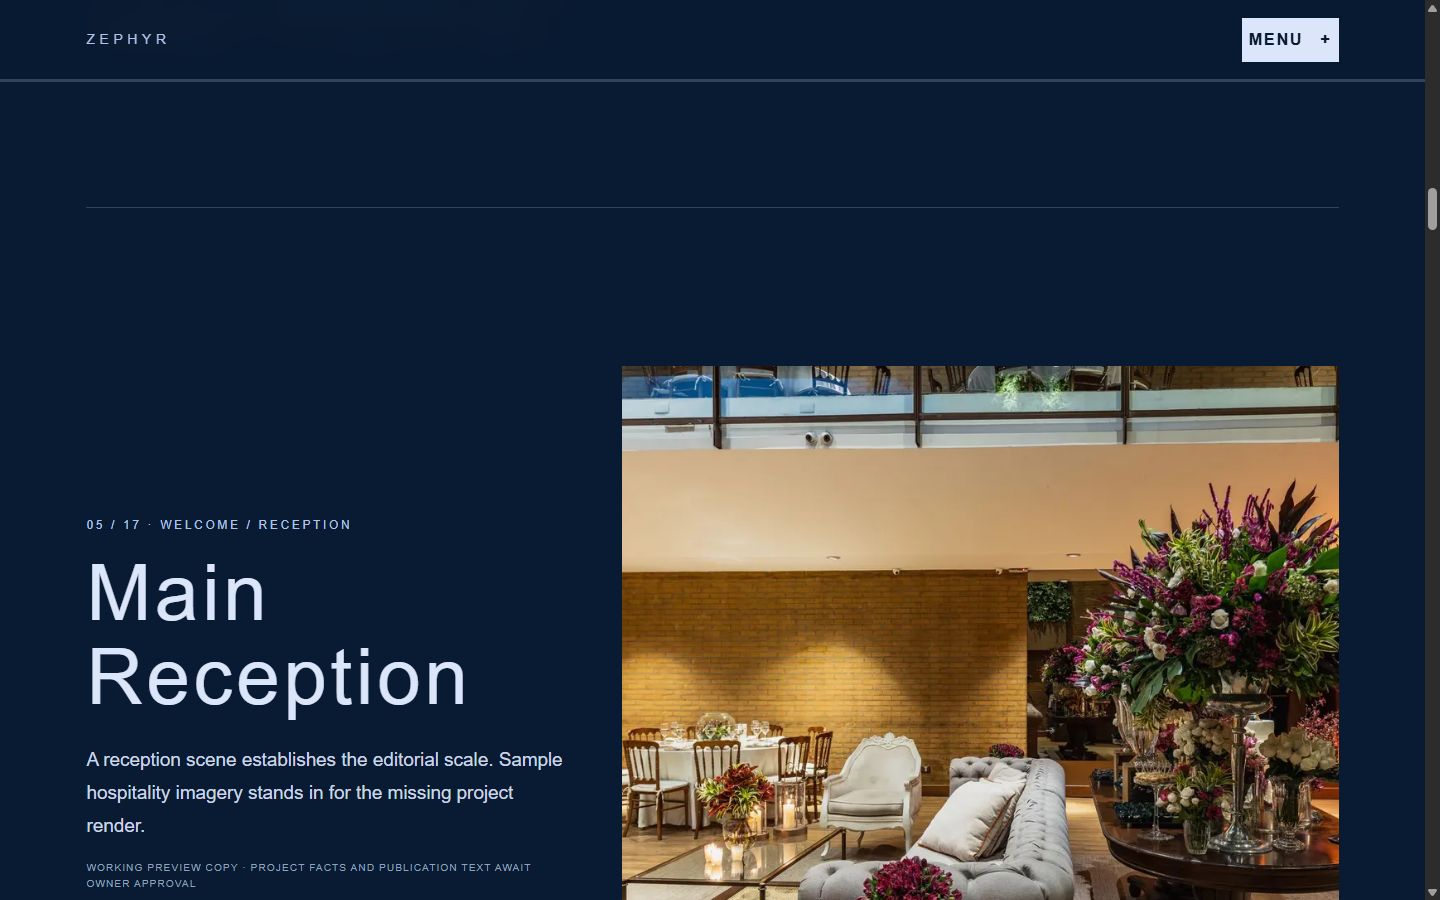 ZEPHYR
MENU +
05 / 17 · WELCOME / RECEPTION
Main
Reception
A reception scene establishes the editorial scale. Sample
hospitality imagery stands in for the missing project
render.
WORKING PREVIEW COPY · PROJECT FACTS AND PUBLICATION TEXT AWAIT
OWNER APPROVAL